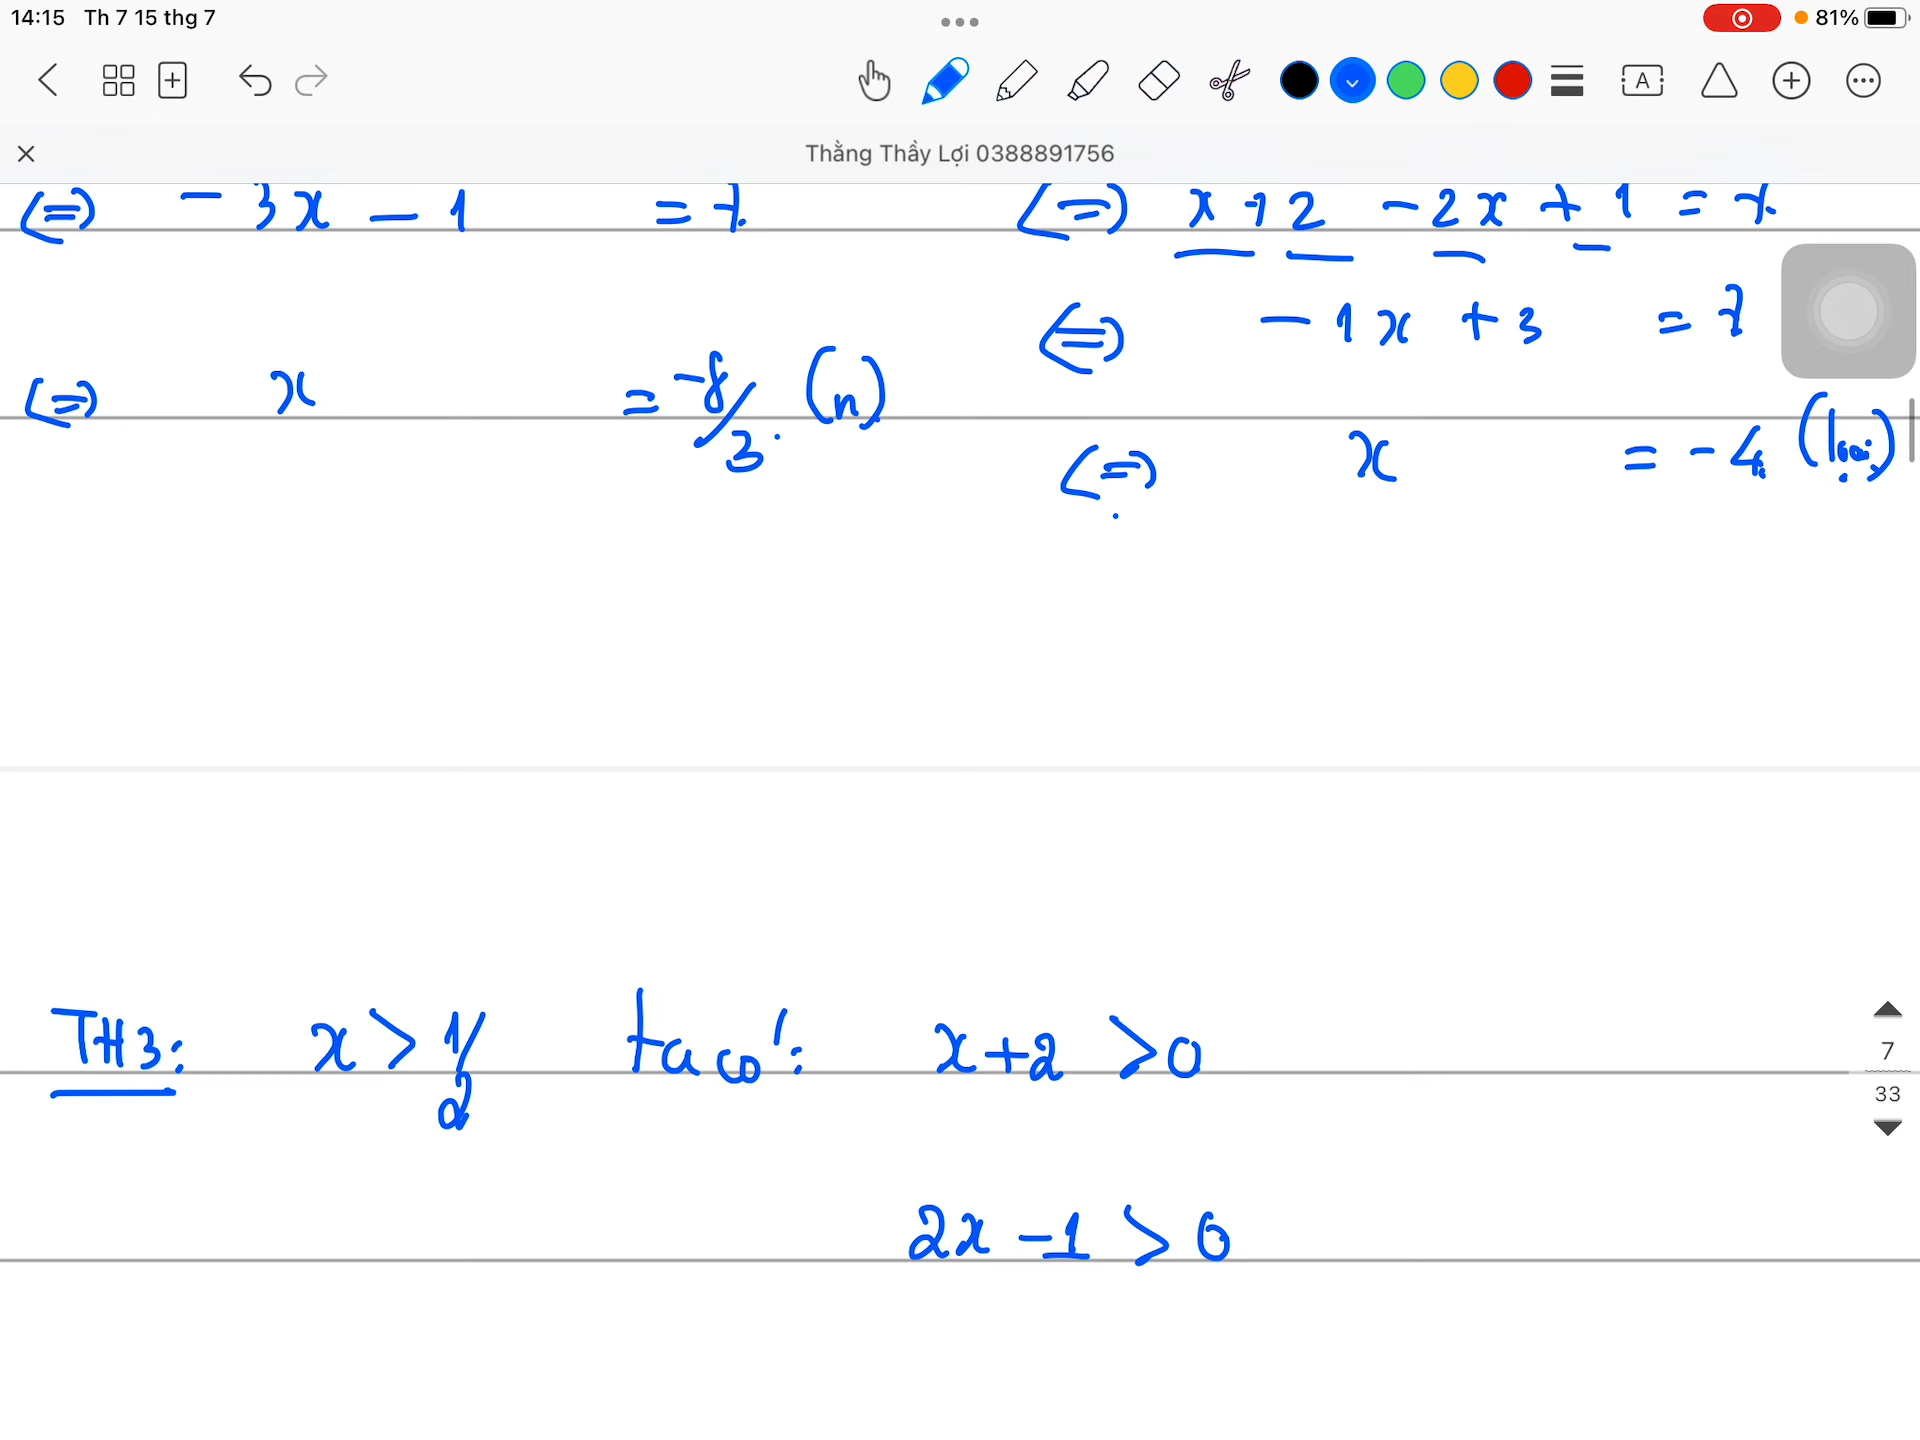 14:15 Th 7 15 thg 7
81%
A
Thằng Thầy Lợi 0388891756
(=) - 3x - 1 = 7.
(=) x + 2 - 2x + 1 = 7.
(=) - 1x + 3 = 7
(=) x = -8/3. (n)
(=) x = -4. (loại)
TH3: x > 1/2 ta có: x+2 > 0
2x - 1 > 0
7
33